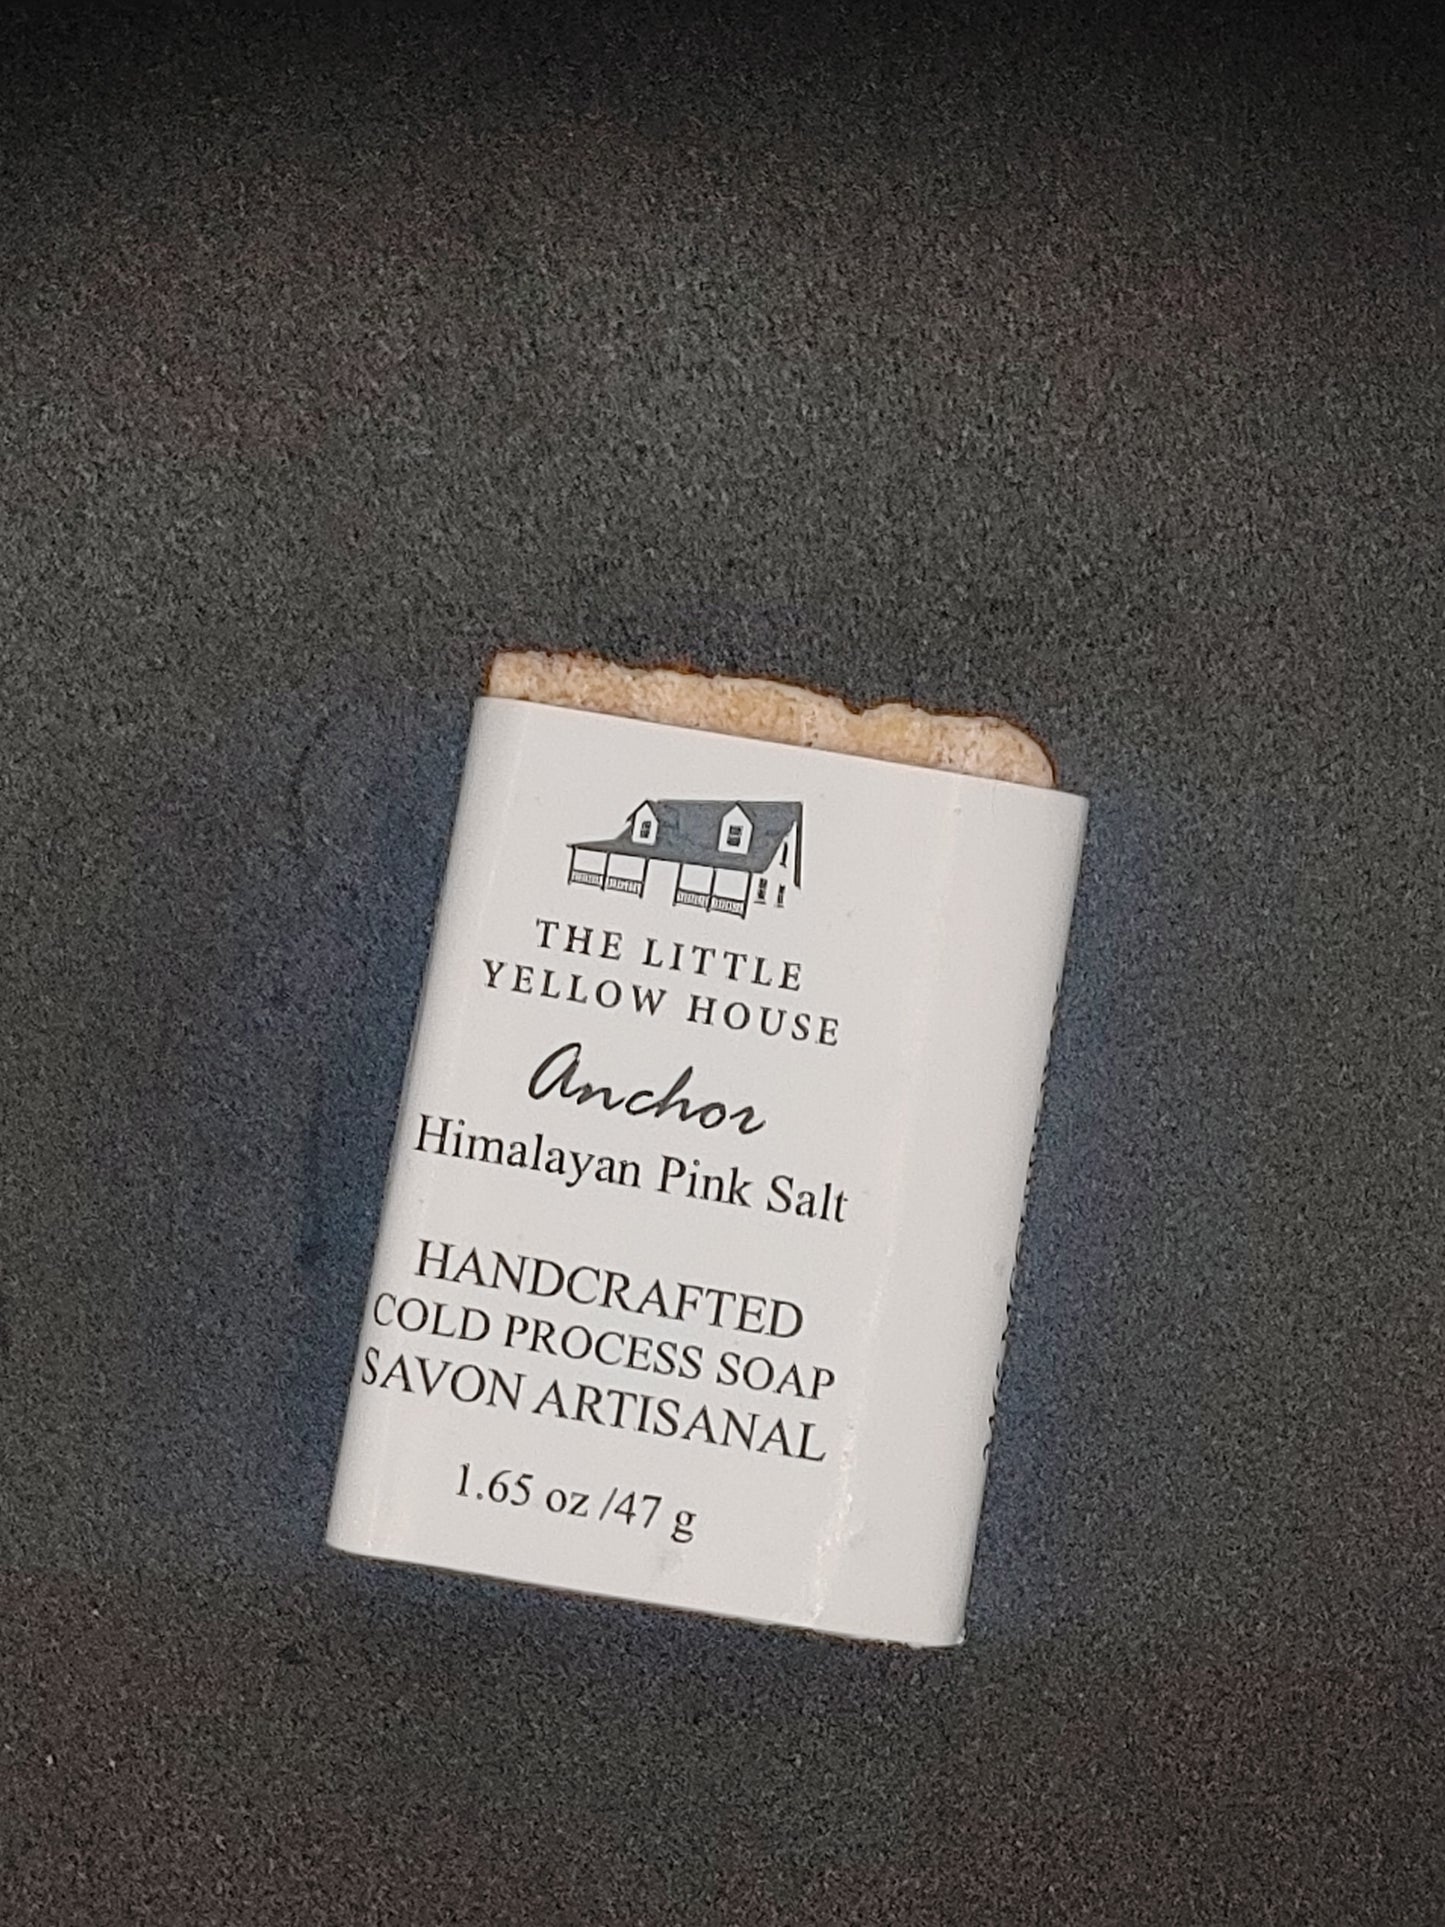 THE LITTLE
YELLOW HOUSE
Anchor
Himalayan Pink Salt
HANDCRAFTED
COLD PROCESS SOAP
SAVON ARTISANAL
1.65 oz /47 g